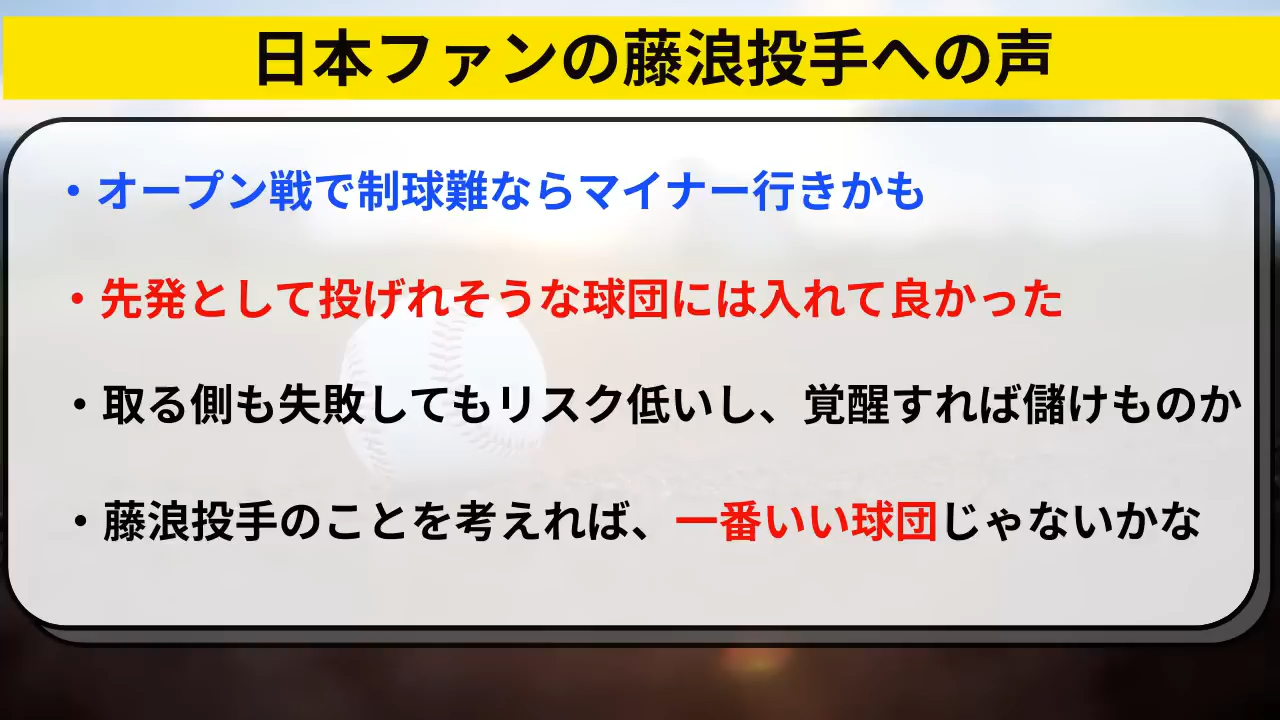 日本ファンの藤浪投手への声
・オープン戦で制球難ならマイナー行きかも
・先発として投げれそうな球団には入れて良かった
・取る側も失敗してもリスク低いし、覚醒すれば儲けものか
・藤浪投手のことを考えれば、一番いい球団じゃないかな